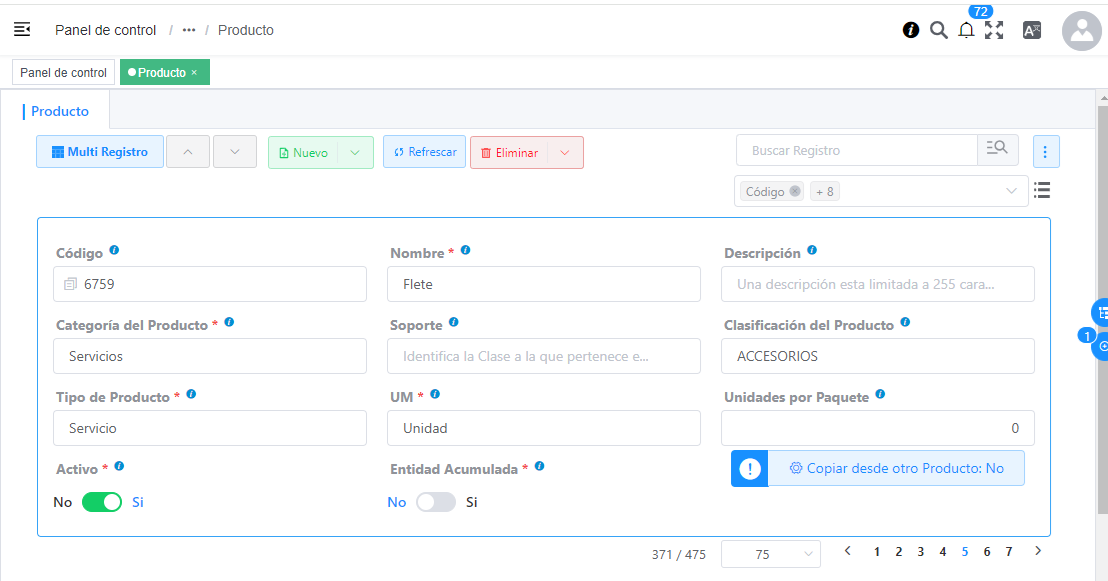 Panel de control / ••• / Producto
72
Panel de control
Producto ×
Producto
Multi Registro
Nuevo
Refrescar
Eliminar
Buscar Registro
Código
+ 8
Código
Nombre *
Descripción
6759
Flete
Una descripción esta limitada a 255 cara...
Categoría del Producto *
Soporte
Clasificación del Producto
Servicios
Identifica la Clase a la que pertenece e...
ACCESORIOS
1
Tipo de Producto *
UM *
Unidades por Paquete
Servicio
Unidad
0
Activo *
Entidad Acumulada *
! Copiar desde otro Producto: No
No Si
No Si
371 / 475
75
< 1 2 3 4 5 6 7 >